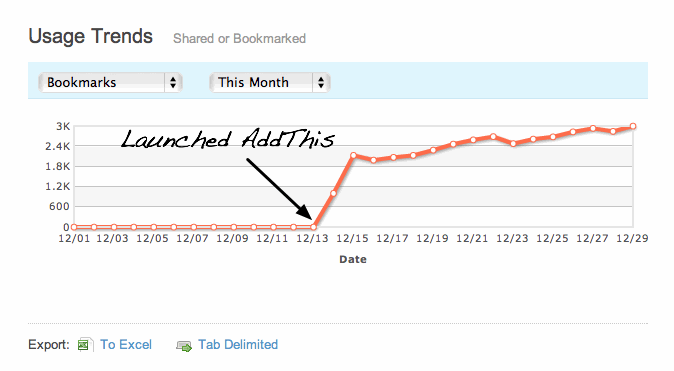 Usage Trends Shared or Bookmarked
Bookmarks This Month
Launched AddThis
3K
2.4K
1.8K
1.2K
600
0
12/01 12/03 12/05 12/07 12/09 12/11 12/13 12/15 12/17 12/19 12/21 12/23 12/25 12/27 12/29
Date
Export: To Excel Tab Delimited